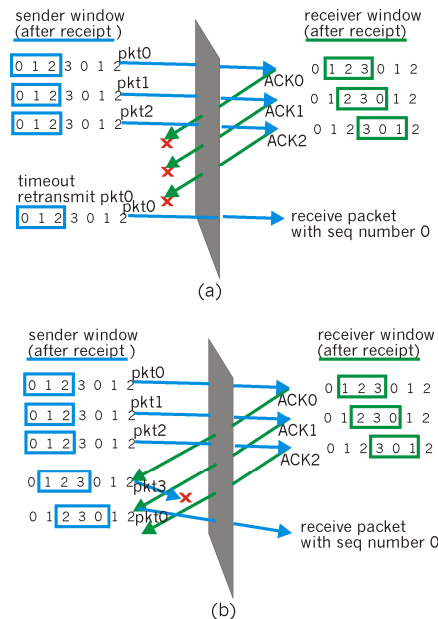 sender window
(after receipt )
receiver window
(after receipt)
pkt0
0 1 2 3 0 1 2
ACK0
0 1 2 3 0 1 2
pkt1
0 1 2 3 0 1 2
ACK1
0 1 2 3 0 1 2
pkt2
0 1 2 3 0 1 2
ACK2
0 1 2 3 0 1 2
timeout
retransmit pkt0
pkt0
0 1 2 3 0 1 2
receive packet
with seq number 0
(a)
sender window
(after receipt )
receiver window
(after receipt)
pkt0
0 1 2 3 0 1 2
ACK0
0 1 2 3 0 1 2
pkt1
0 1 2 3 0 1 2
ACK1
0 1 2 3 0 1 2
pkt2
0 1 2 3 0 1 2
ACK2
0 1 2 3 0 1 2
0 1 2 3 0 1 2
pkt3
0 1 2 3 0 1 2
pkt0
receive packet
with seq number 0
(b)